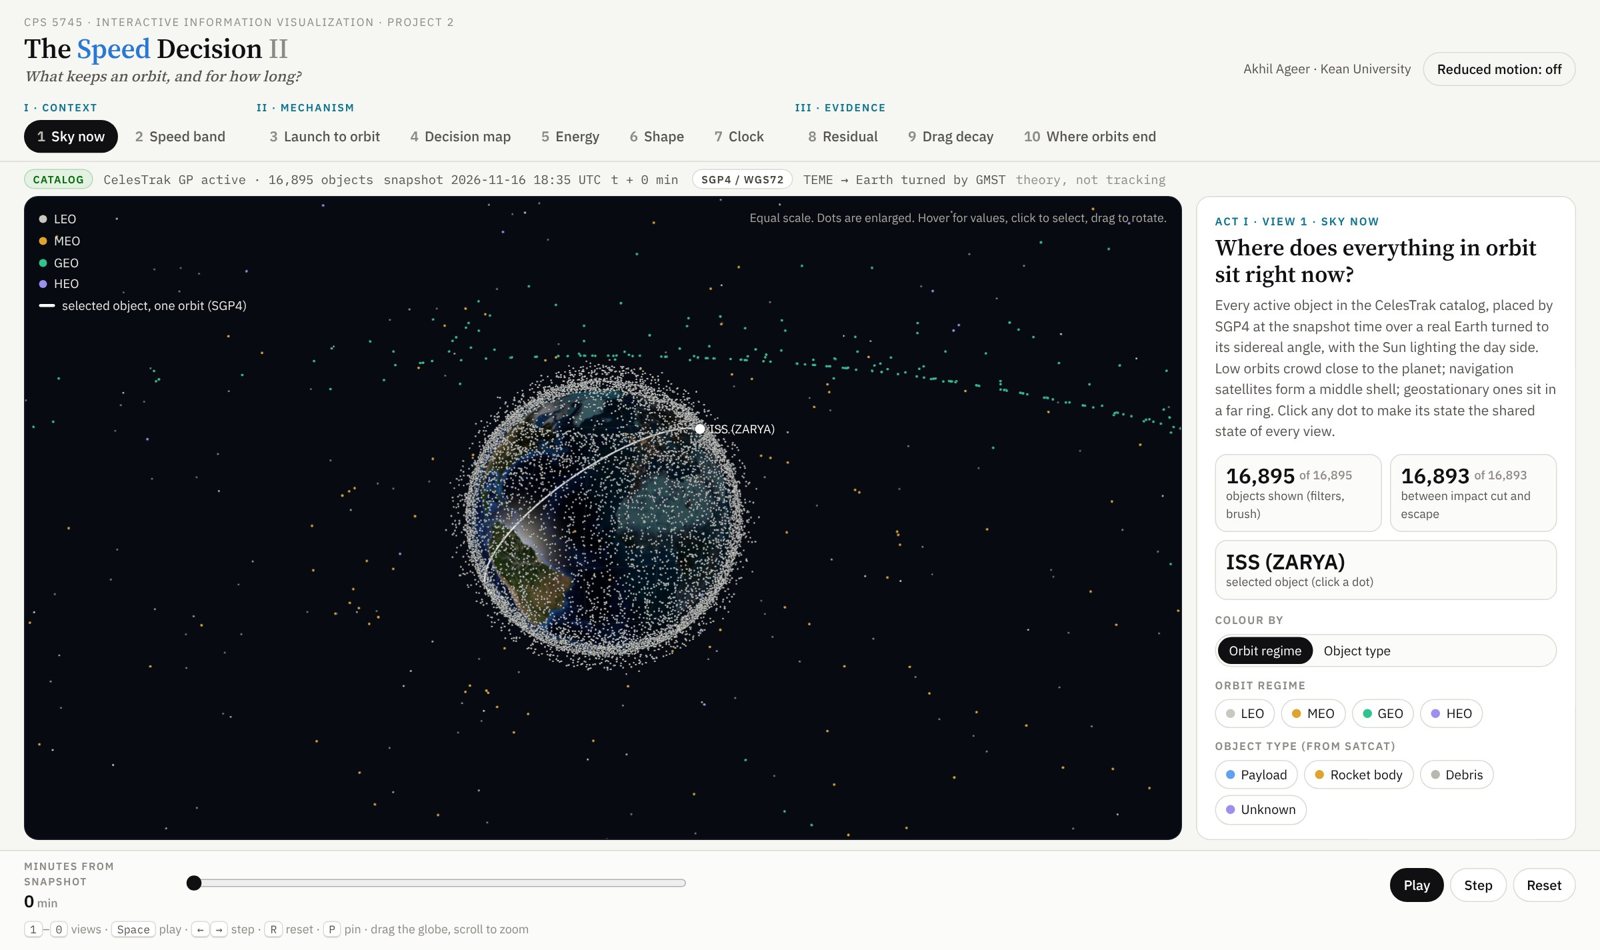 CPS 5745 · INTERACTIVE INFORMATION VISUALIZATION · PROJECT 2
The Speed Decision II
What keeps an orbit, and for how long?
Akhil Ageer · Kean University
Reduced motion: off
I · CONTEXT
II · MECHANISM
III · EVIDENCE
1 Sky now
2 Speed band
3 Launch to orbit
4 Decision map
5 Energy
6 Shape
7 Clock
8 Residual
9 Drag decay
10 Where orbits end
CATALOG CelesTrak GP active · 16,895 objects snapshot 2026-11-16 18:35 UTC t + 0 min SGP4 / WGS72 TEME → Earth turned by GMST theory, not tracking
LEO
MEO
GEO
HEO
selected object, one orbit (SGP4)
Equal scale. Dots are enlarged. Hover for values, click to select, drag to rotate.
ISS (ZARYA)
ACT I · VIEW 1 · SKY NOW
Where does everything in orbit
sit right now?
Every active object in the CelesTrak catalog, placed by
SGP4 at the snapshot time over a real Earth turned to
its sidereal angle, with the Sun lighting the day side.
Low orbits crowd close to the planet; navigation
satellites form a middle shell; geostationary ones sit in
a far ring. Click any dot to make its state the shared
state of every view.
16,895 of 16,895
objects shown (filters,
brush)
16,893 of 16,893
between impact cut and
escape
ISS (ZARYA)
selected object (click a dot)
COLOUR BY
Orbit regime
Object type
ORBIT REGIME
LEO
MEO
GEO
HEO
OBJECT TYPE (FROM SATCAT)
Payload
Rocket body
Debris
Unknown
MINUTES FROM
SNAPSHOT
0 min
Play
Step
Reset
1–0 views · Space play · ← → step · R reset · P pin · drag the globe, scroll to zoom